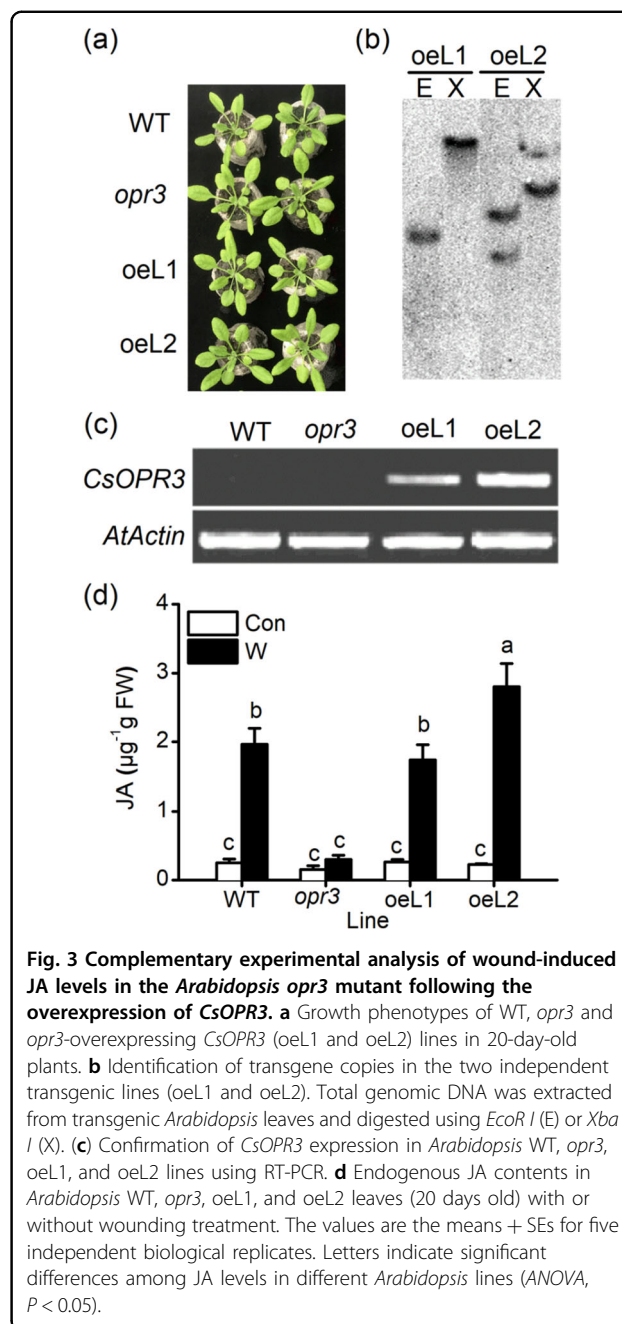 (a)
WT
opr3
oeL1
oeL2
(b)
oeL1 oeL2
E X E X
(c)
WT opr3 oeL1 oeL2
CsOPR3
AtActin
(d)
4
3
2
1
0
JA (µg⁻¹g FW)
Con
W
c b c c c b c a
WT opr3 oeL1 oeL2
Line
Fig. 3 Complementary experimental analysis of wound-induced
JA levels in the Arabidopsis opr3 mutant following the
overexpression of CsOPR3. a Growth phenotypes of WT, opr3 and
opr3-overexpressing CsOPR3 (oeL1 and oeL2) lines in 20-day-old
plants. b Identification of transgene copies in the two independent
transgenic lines (oeL1 and oeL2). Total genomic DNA was extracted
from transgenic Arabidopsis leaves and digested using EcoR I (E) or Xba
I (X). (c) Confirmation of CsOPR3 expression in Arabidopsis WT, opr3,
oeL1, and oeL2 lines using RT-PCR. d Endogenous JA contents in
Arabidopsis WT, opr3, oeL1, and oeL2 leaves (20 days old) with or
without wounding treatment. The values are the means + SEs for five
independent biological replicates. Letters indicate significant
differences among JA levels in different Arabidopsis lines (ANOVA,
P < 0.05).